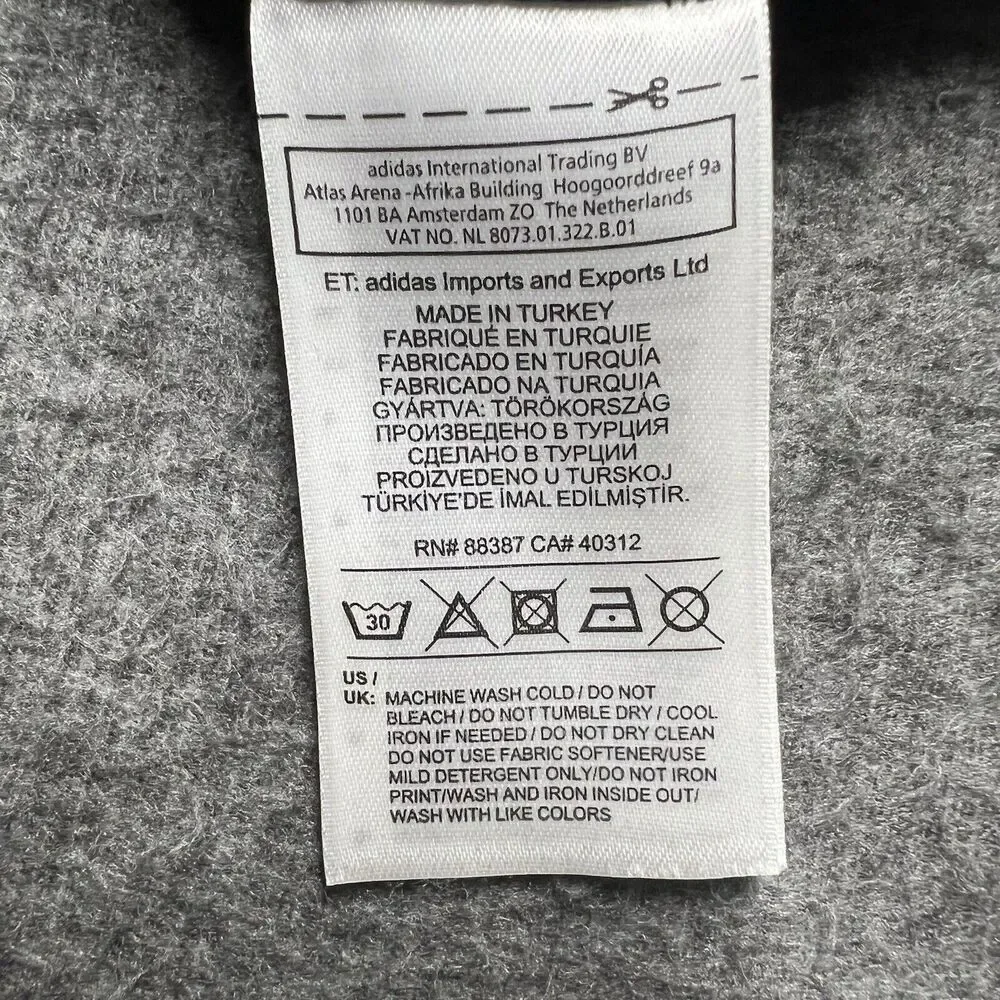 adidas International Trading BV
Atlas Arena -Afrika Building Hoogoorddreef 9a
1101 BA Amsterdam ZO The Netherlands
VAT NO. NL 8073.01.322.B.01
ET: adidas Imports and Exports Ltd
MADE IN TURKEY
FABRIQUÉ EN TURQUIE
FABRICADO EN TURQUÍA
FABRICADO NA TURQUIA
GYÁRTVA: TÖRÖKORSZÁG
ПРОИЗВЕДЕНО В ТУРЦИЯ
СДЕЛАНО В ТУРЦИИ
PROIZVEDENO U TURSKOJ
TÜRKİYE'DE İMAL EDİLMİŞTİR.
RN# 88387 CA# 40312
30
US /
UK: MACHINE WASH COLD / DO NOT
BLEACH / DO NOT TUMBLE DRY / COOL
IRON IF NEEDED / DO NOT DRY CLEAN
DO NOT USE FABRIC SOFTENER/USE
MILD DETERGENT ONLY/DO NOT IRON
PRINT/WASH AND IRON INSIDE OUT/
WASH WITH LIKE COLORS